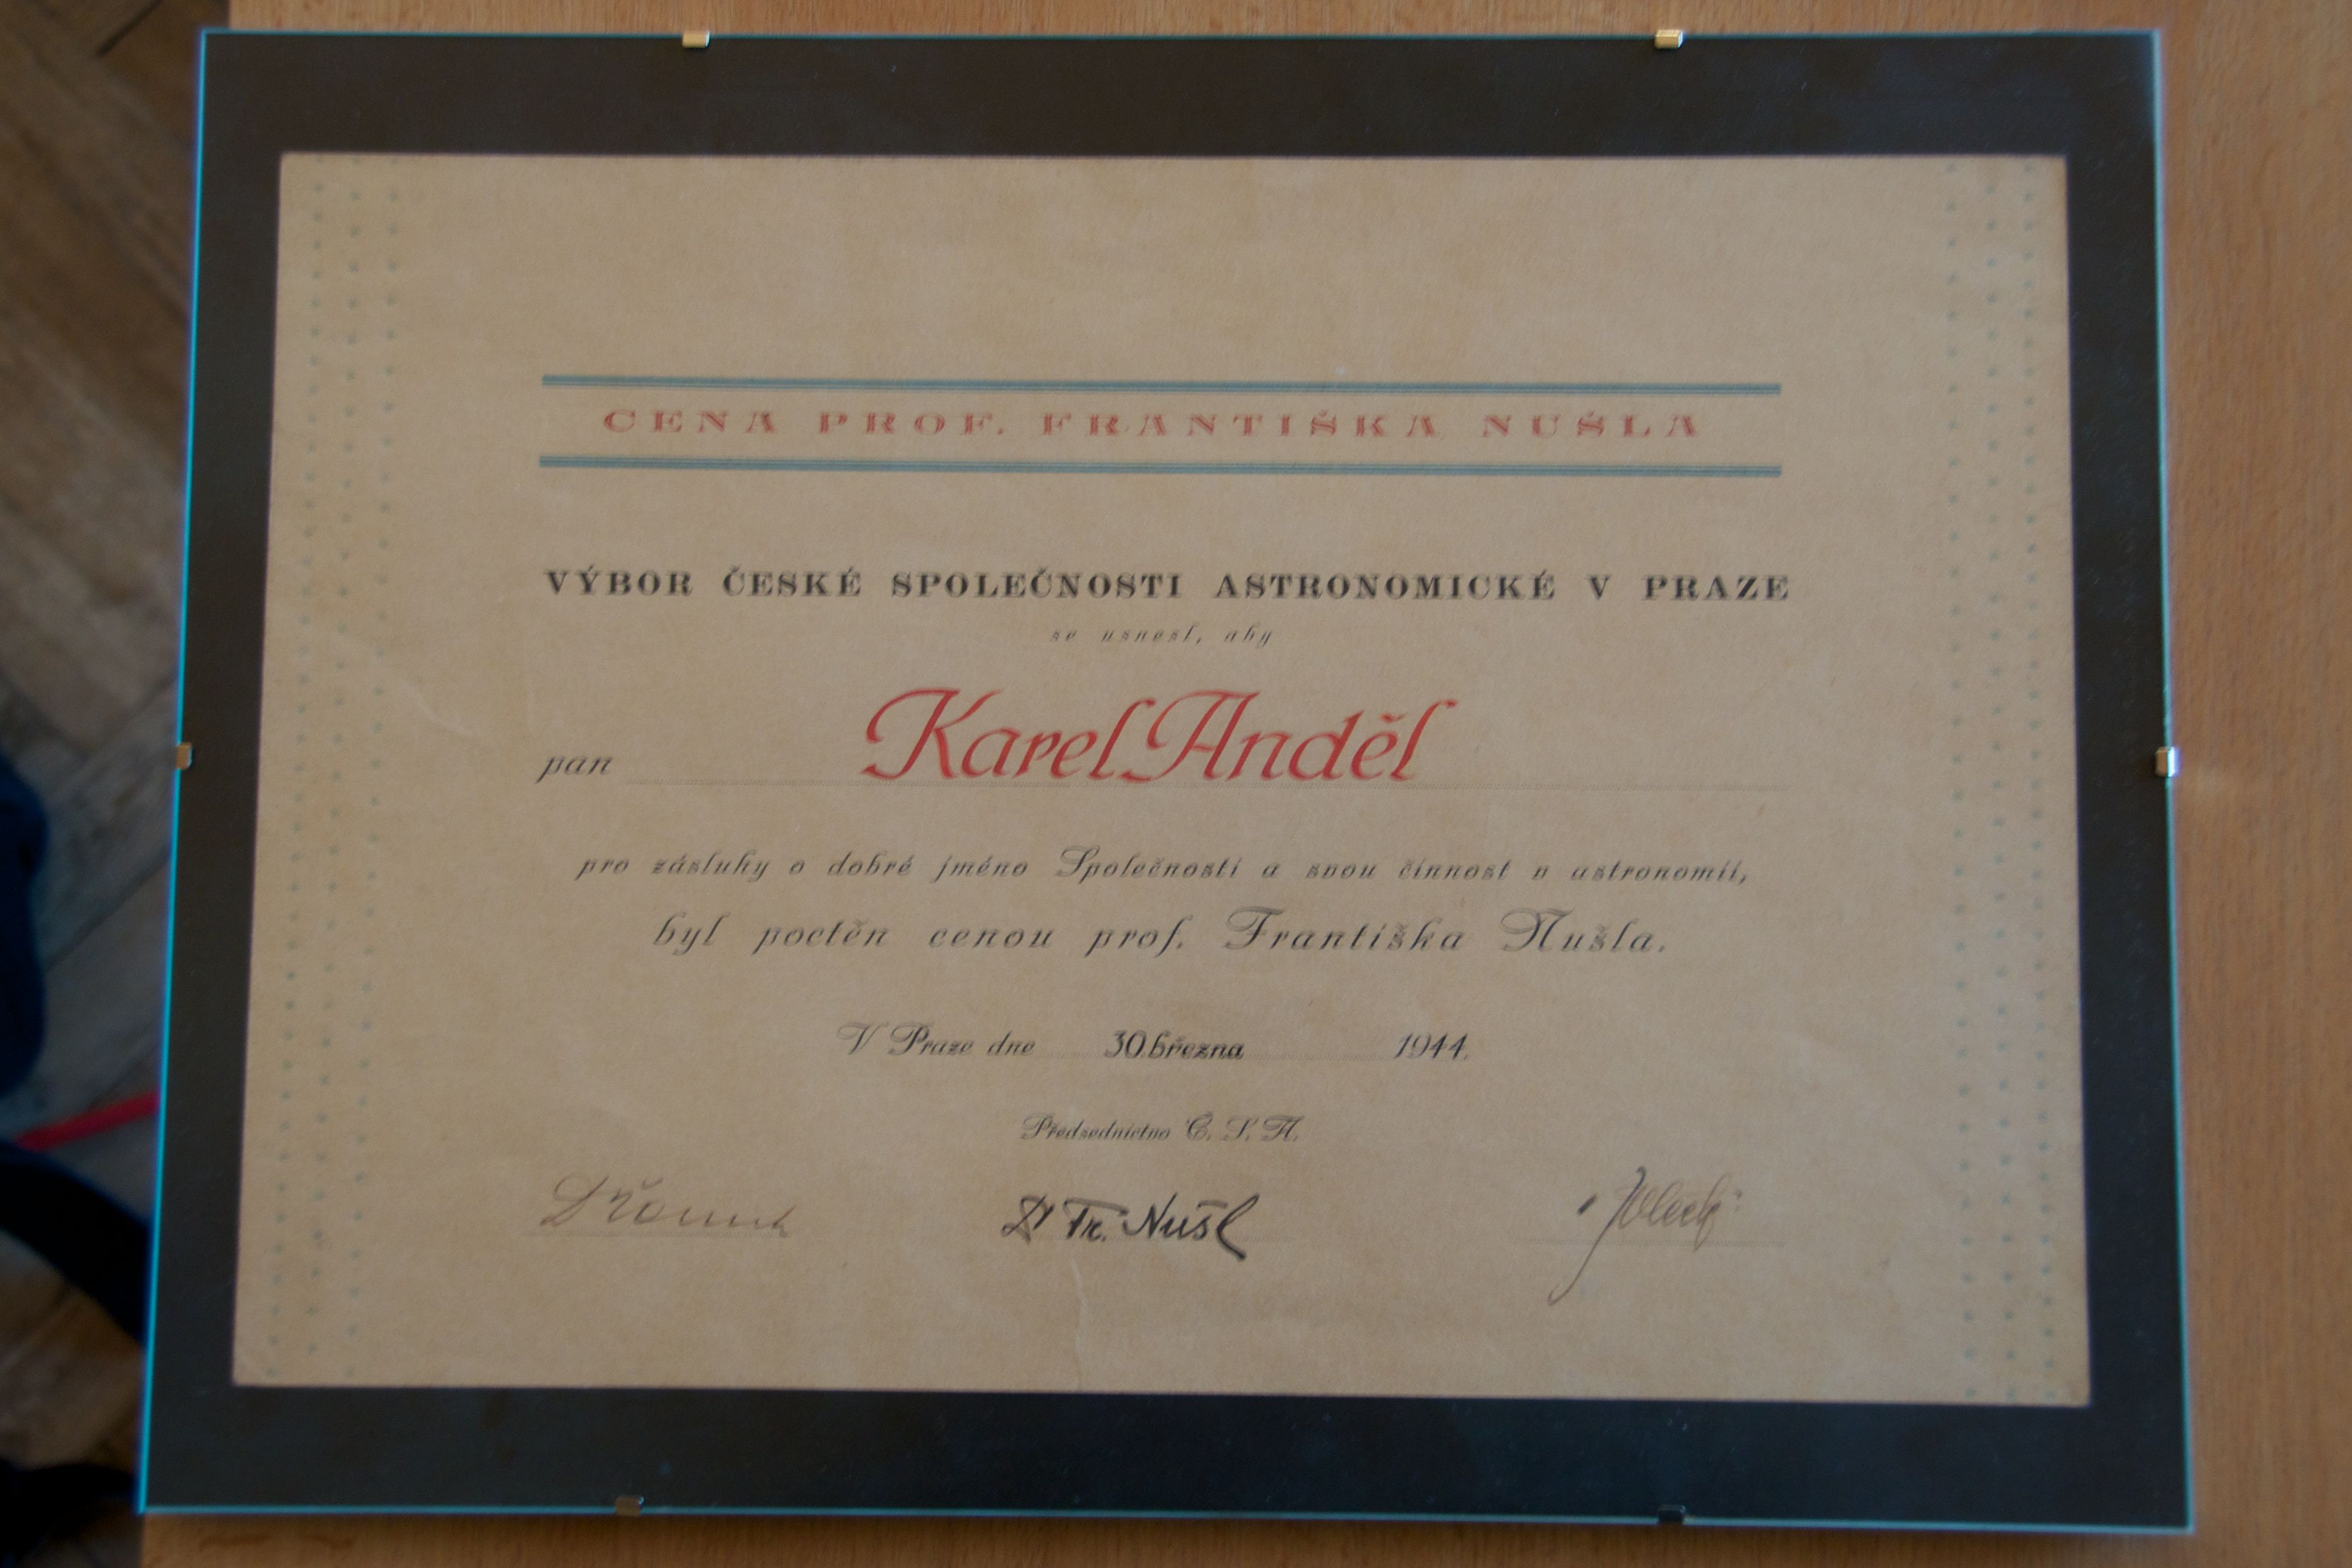 CENA PROF. FRANTIŠKA NUŠLA
VÝBOR ČESKÉ SPOLEČNOSTI ASTRONOMICKÉ V PRAZE
se usnesl, aby
pan Karel Anděl
pro zásluhy o dobré jméno Společnosti a svou činnost v astronomii,
byl poctěn cenou prof. Františka Nušla.
V Praze dne 30. března 1944.
Předsednictvo Č. S. A.
Dr Fr. Nušl